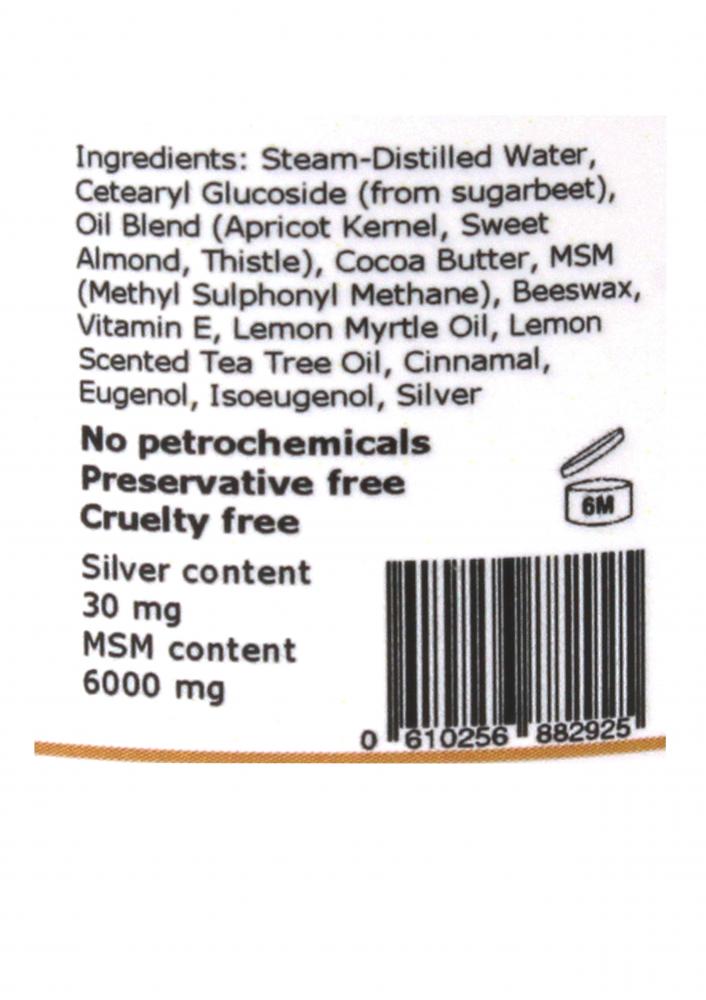 Ingredients: Steam-Distilled Water,
Cetearyl Glucoside (from sugarbeet),
Oil Blend (Apricot Kernel, Sweet
Almond, Thistle), Cocoa Butter, MSM
(Methyl Sulphonyl Methane), Beeswax,
Vitamin E, Lemon Myrtle Oil, Lemon
Scented Tea Tree Oil, Cinnamal,
Eugenol, Isoeugenol, Silver
No petrochemicals
Preservative free
Cruelty free
6M
Silver content
30 mg
MSM content
6000 mg
0 610256 882925